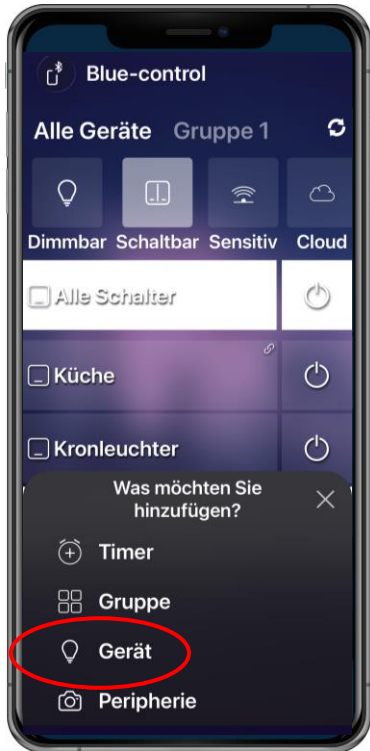 Blue-control
Alle Geräte Gruppe 1
Dimmbar Schaltbar Sensitiv Cloud
Alle Schalter
Küche
Kronleuchter
Was möchten Sie
hinzufügen?
Timer
Gruppe
Gerät
Peripherie